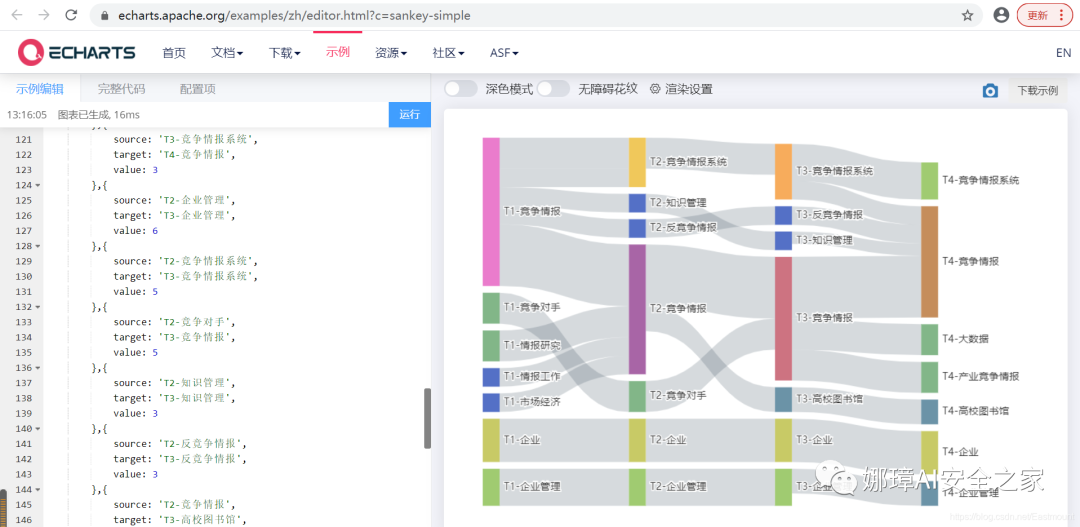 echarts.apache.org/examples/zh/editor.html?c=sankey-simple
更新
ECHARTS
首页 文档 下载 示例 资源 社区 ASF EN
示例编辑 完整代码 配置项
深色模式 无障碍花纹 渲染设置 下载示例
13:16:05 图表已生成, 16ms 运行
},{
121 source: 'T3-竞争情报系统',
122 target: 'T4-竞争情报',
123 value: 3
124 },{
125 source: 'T2-企业管理',
126 target: 'T3-企业管理',
127 value: 6
128 },{
129 source: 'T2-竞争情报系统',
130 target: 'T3-竞争情报系统',
131 value: 5
132 },{
133 source: 'T2-竞争对手',
134 target: 'T3-竞争情报',
135 value: 5
136 },{
137 source: 'T2-知识管理',
138 target: 'T3-知识管理',
139 value: 3
140 },{
141 source: 'T2-反竞争情报',
142 target: 'T3-反竞争情报',
143 value: 3
144 },{
145 source: 'T2-竞争情报',
146 target: 'T3-高校图书馆',
T1-竞争情报
T1-竞争对手
T1-情报研究
T1-情报工作
T1-市场经济
T1-企业
T1-企业管理
T2-竞争情报系统
T2-知识管理
T2-反竞争情报
T2-竞争情报
T2-竞争对手
T2-企业
T2-企业管理
T3-竞争情报系统
T3-反竞争情报
T3-知识管理
T3-竞争情报
T3-高校图书馆
T3-企业
T3-企
T4-竞争情报系统
T4-竞争情报
T4-大数据
T4-产业竞争情报
T4-高校图书馆
T4-企业
T4-企业管理
娜璋AI安全之家